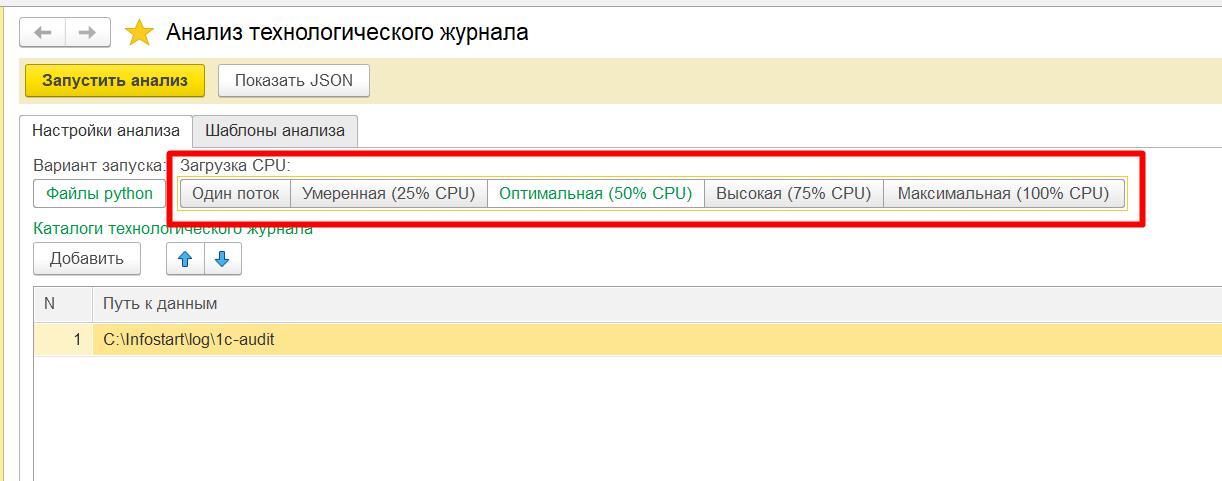 Анализ технологического журнала
Запустить анализ Показать JSON
Настройки анализа Шаблоны анализа
Вариант запуска: Загрузка CPU:
Файлы python Один поток Умеренная (25% CPU) Оптимальная (50% CPU) Высокая (75% CPU) Максимальная (100% CPU)
Каталоги технологического журнала
Добавить
N Путь к данным
1 C:\Infostart\log\1c-audit